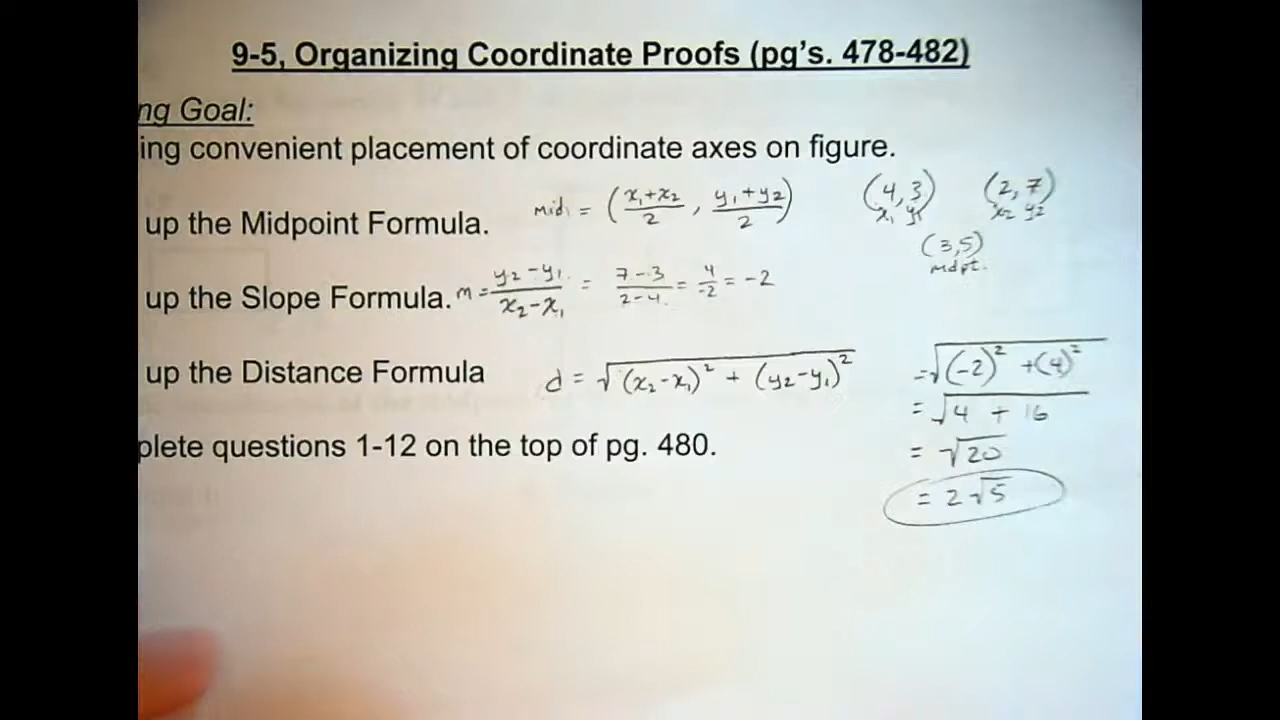 9-5, Organizing Coordinate Proofs (pg's. 478-482)
ng Goal:
ing convenient placement of coordinate axes on figure.
up the Midpoint Formula. mid. = (x₁+x₂/2 , y₁+y₂/2) (4,3) (2,7)
x₁ y₁ x₂ y₂
(3,5)
mdpt.
up the Slope Formula. m = y₂-y₁/x₂-x₁ = 7-3/2-4 = 4/-2 = -2
up the Distance Formula d = √(x₂-x₁)² + (y₂-y₁)² = √(-2)² + (4)²
= √4 + 16
plete questions 1-12 on the top of pg. 480. = √20
= 2√5